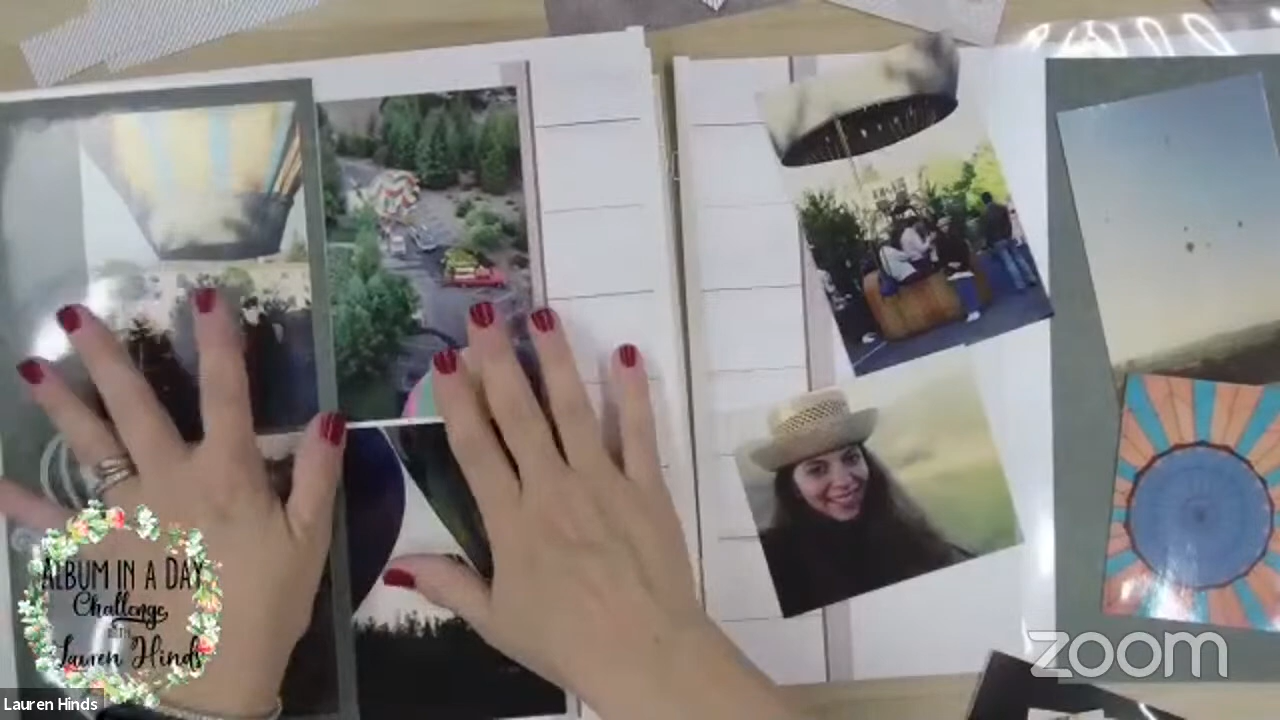 ALBUM IN A DAY
Challenge
WITH
Lauren Hinds
Lauren Hinds
zoom